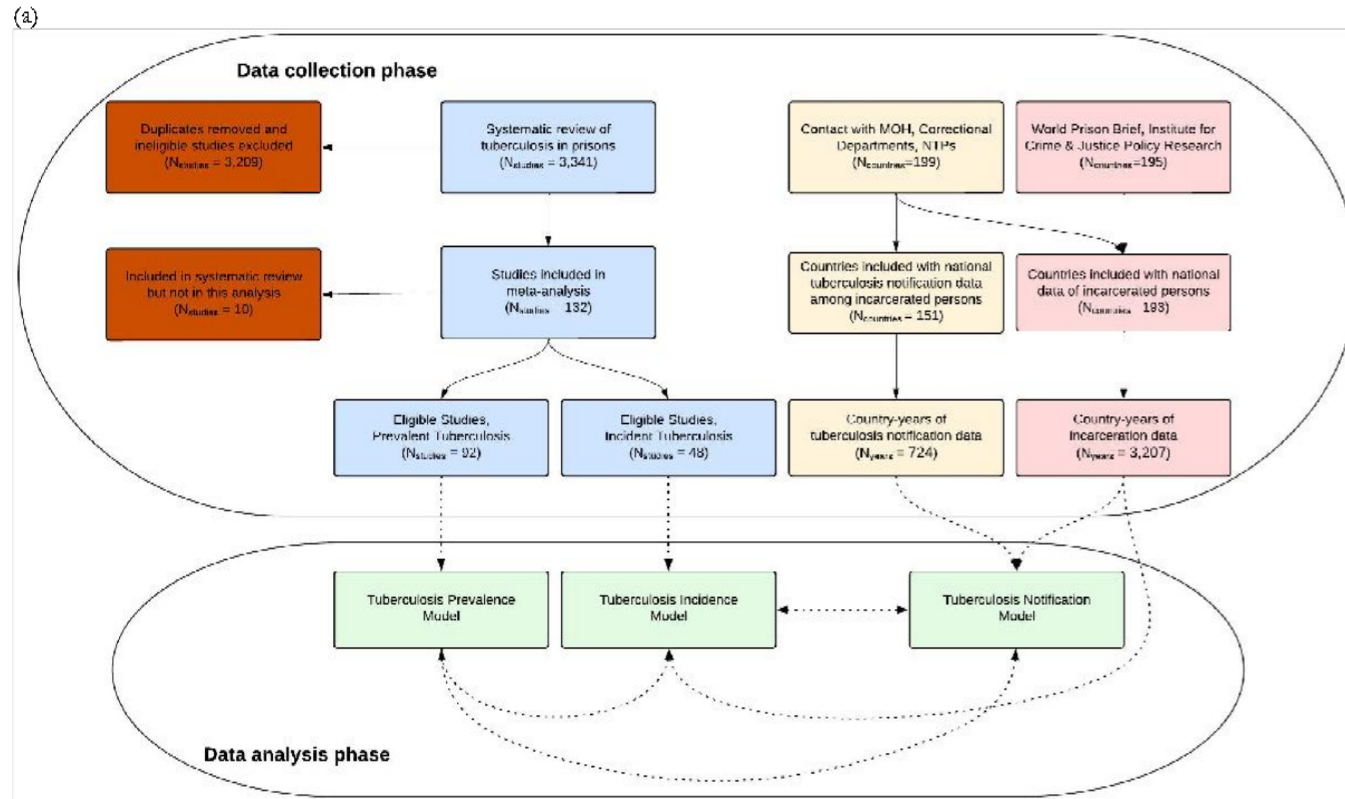 (a)
Data collection phase
Duplicates removed and
ineligible studies excluded
(Nstudies = 3,209)
Systematic review of
tuberculosis in prisons
(Nstudies = 3,341)
Contact with MOH, Correctional
Departments, NTPs
(Ncountries=199)
World Prison Brief, Institute for
Crime & Justice Policy Research
(Ncountries=195)
Included in systematic review
but not in this analysis
(Nstudies = 10)
Studies included in
meta-analysis
(Nstudies = 132)
Countries included with national
tuberculosis notification data
among incarcerated persons
(Ncountries = 151)
Countries included with national
data of incarcerated persons
(Ncountries 193)
Eligible Studies,
Prevalent Tuberculosis
(Nstudies = 92)
Eligible Studies,
Incident Tuberculosis
(Nstudies = 48)
Country-years of
tuberculosis notification data
(Nyears = 724)
Country-years of
Incarceration data
(Nyears = 3,207)
Tuberculosis Prevalence
Model
Tuberculosis Incidence
Model
Tuberculosis Notification
Model
Data analysis phase